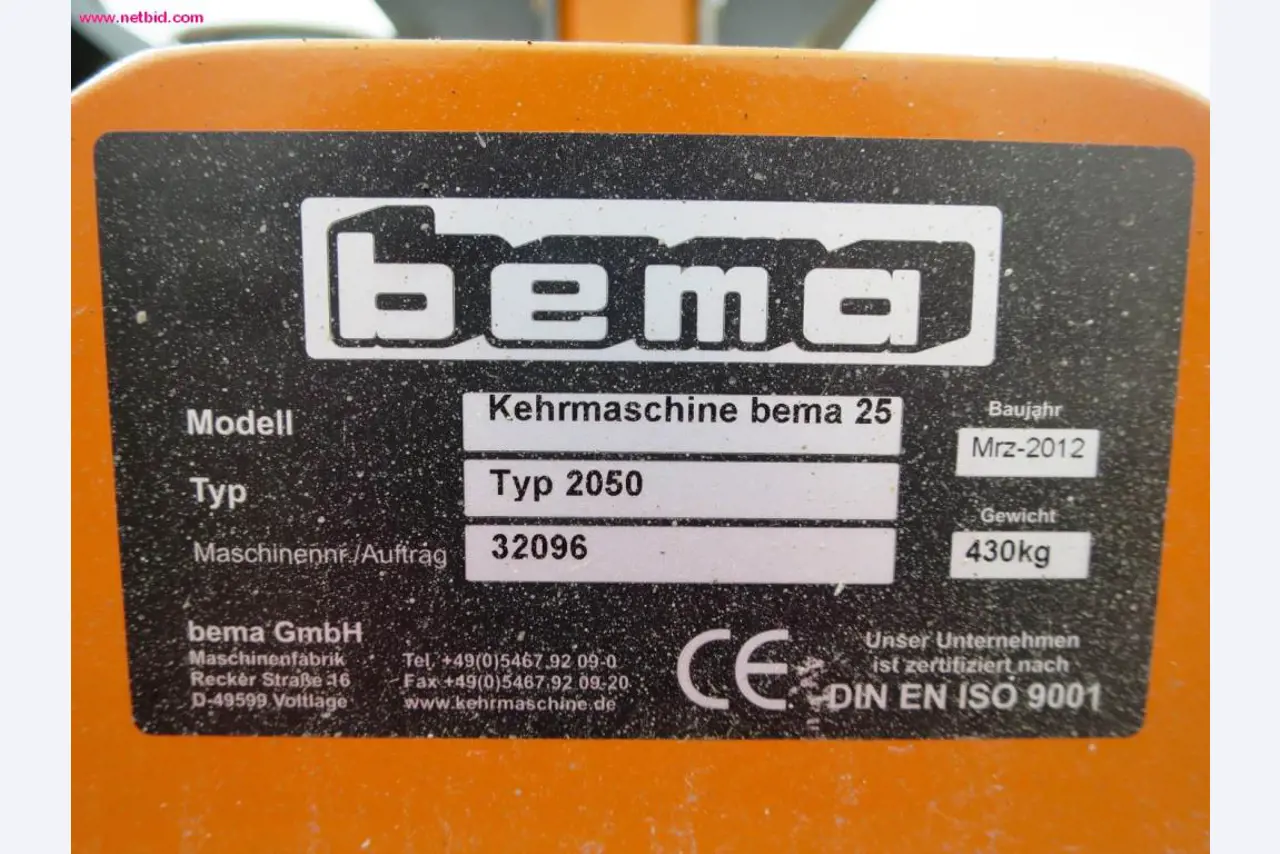 www.netbid.com
bema
Modell Kehrmaschine bema 25
Baujahr
Mrz-2012
Typ Typ 2050
Gewicht
430kg
Maschinennr./Auftrag 32096
bema GmbH
Maschinenfabrik
Recker Straße 16
D-49599 Voltlage
Tel. +49(0)5467.92 09-0
Fax +49(0)5467.92 09-20
www.kehrmaschine.de
CE
Unser Unternehmen
ist zertifiziert nach
DIN EN ISO 9001